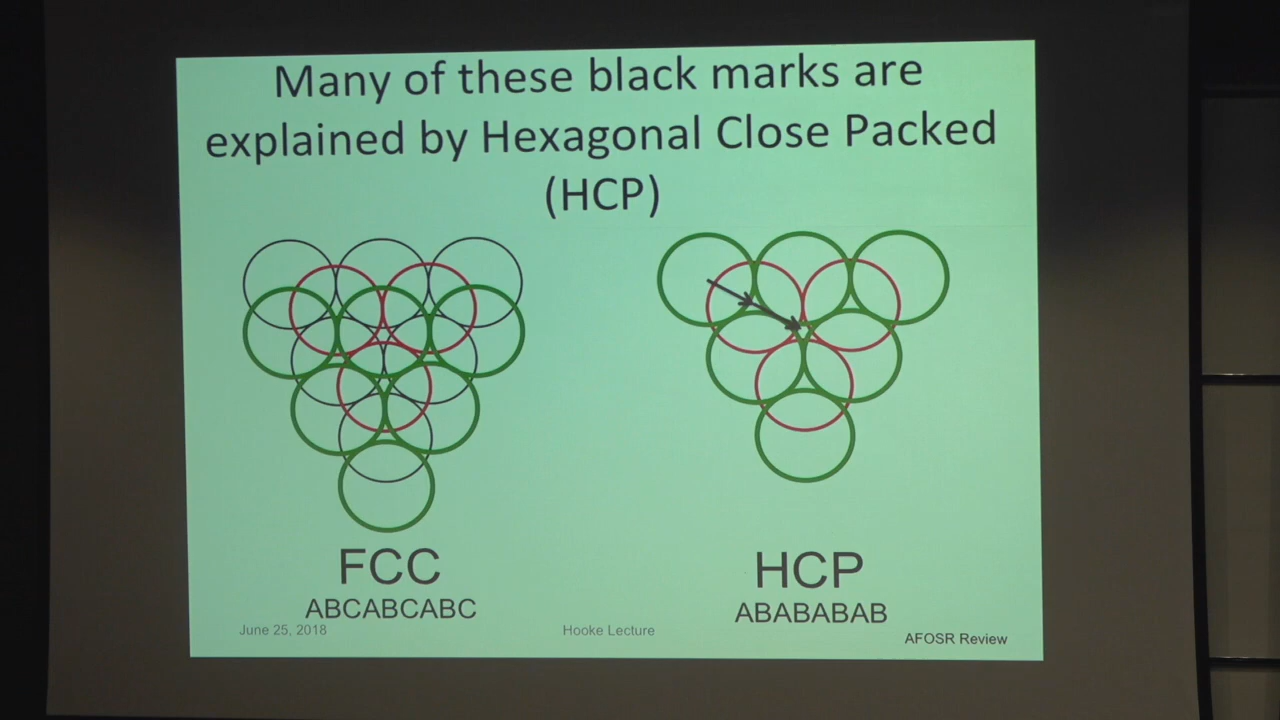 Many of these black marks are
explained by Hexagonal Close Packed
(HCP)
FCC
ABCABCABC
HCP
ABABABAB
June 25, 2018
Hooke Lecture
AFOSR Review